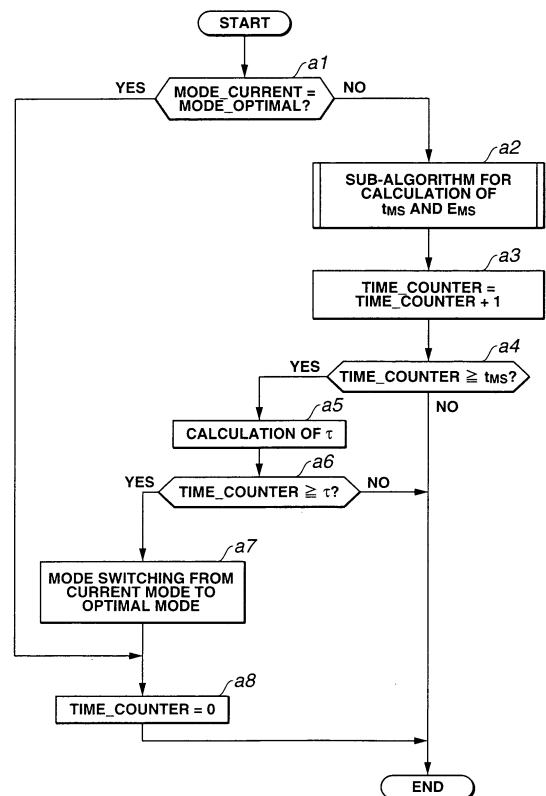 START
a1
YES
MODE_CURRENT =
MODE_OPTIMAL?
NO
a2
SUB-ALGORITHM FOR
CALCULATION OF
tMS AND EMS
a3
TIME_COUNTER =
TIME_COUNTER + 1
a4
YES
TIME_COUNTER ≧ tMS?
NO
a5
CALCULATION OF τ
a6
YES
TIME_COUNTER ≧ τ?
NO
a7
MODE SWITCHING FROM
CURRENT MODE TO
OPTIMAL MODE
a8
TIME_COUNTER = 0
END